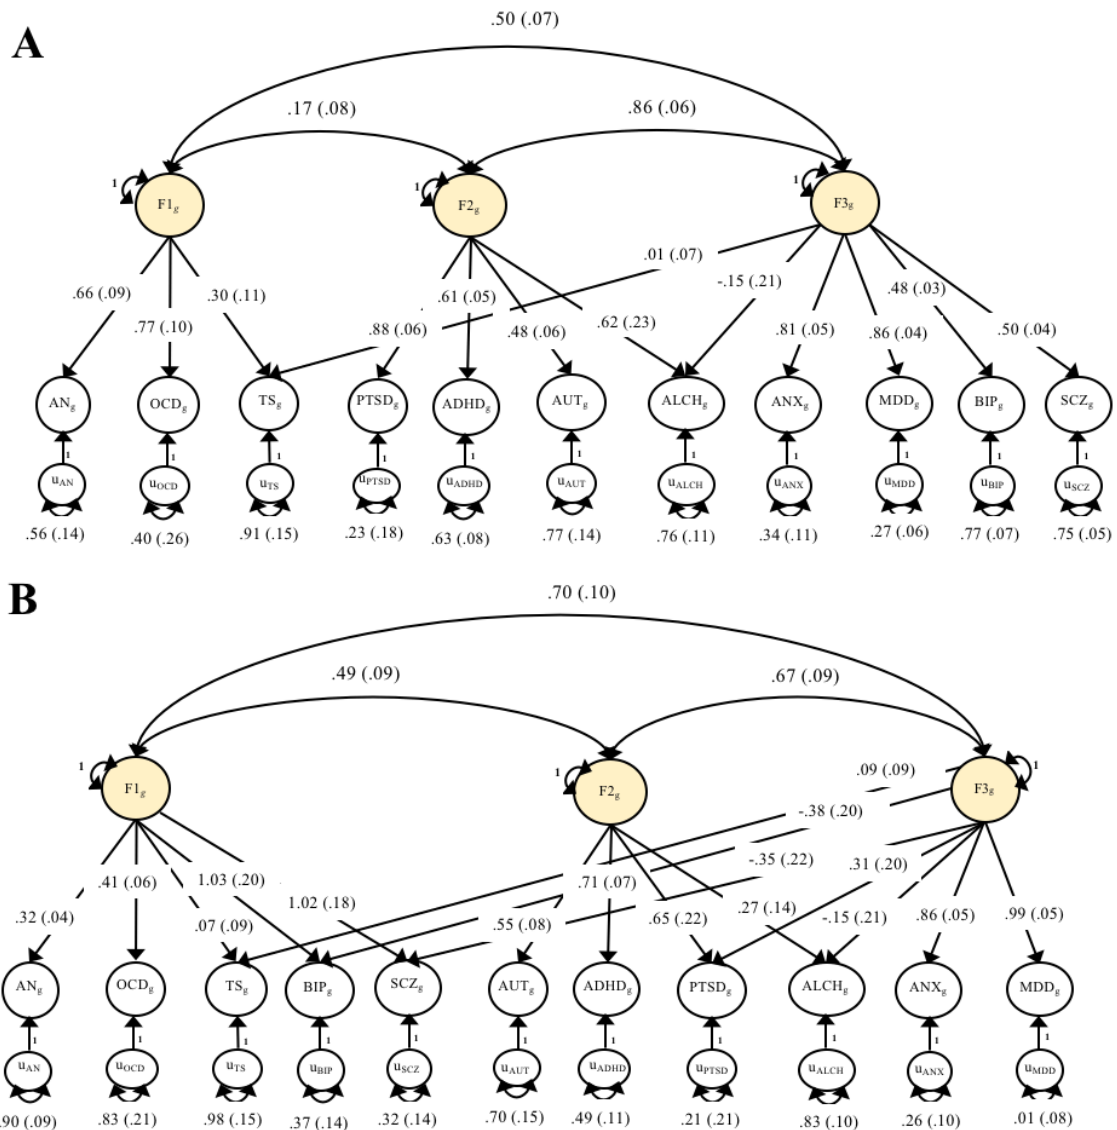 A
.50 (.07)
.17 (.08)
.86 (.06)
1
1
1
F1g
F2g
F3g
.01 (.07)
.66 (.09)
.30 (.11)
.61 (.05)
-.15 (.21)
.48 (.03)
.77 (.10)
.88 (.06)
.48 (.06)
.62 (.23)
.81 (.05)
.86 (.04)
.50 (.04)
ANg
OCDg
TSg
PTSDg
ADHDg
AUTg
ALCHg
ANXg
MDDg
BIPg
SCZg
1
1
1
1
1
1
1
1
1
1
1
uAN
uOCD
uTS
uPTSD
uADHD
uAUT
uALCH
uANX
uMDD
uBIP
uSCZ
.56 (.14)
.40 (.26)
.91 (.15)
.23 (.18)
.63 (.08)
.77 (.14)
.76 (.11)
.34 (.11)
.27 (.06)
.77 (.07)
.75 (.05)
B
.70 (.10)
.49 (.09)
.67 (.09)
1
1
1
F1g
F2g
F3g
.09 (.09)
-.38 (.20)
-.35 (.22)
.31 (.20)
.41 (.06)
1.03 (.20)
.71 (.07)
1.02 (.18)
.32 (.04)
.07 (.09)
.55 (.08)
.65 (.22)
.27 (.14)
-.15 (.21)
.86 (.05)
.99 (.05)
ANg
OCDg
TSg
BIPg
SCZg
AUTg
ADHDg
PTSDg
ALCHg
ANXg
MDDg
1
1
1
1
1
1
1
1
1
1
1
uAN
uOCD
uTS
uBIP
uSCZ
uAUT
uADHD
uPTSD
uALCH
uANX
uMDD
90 (.09)
.83 (.21)
.98 (.15)
.37 (.14)
.32 (.14)
.70 (.15)
.49 (.11)
.21 (.21)
.83 (.10)
.26 (.10)
.01 (.08)